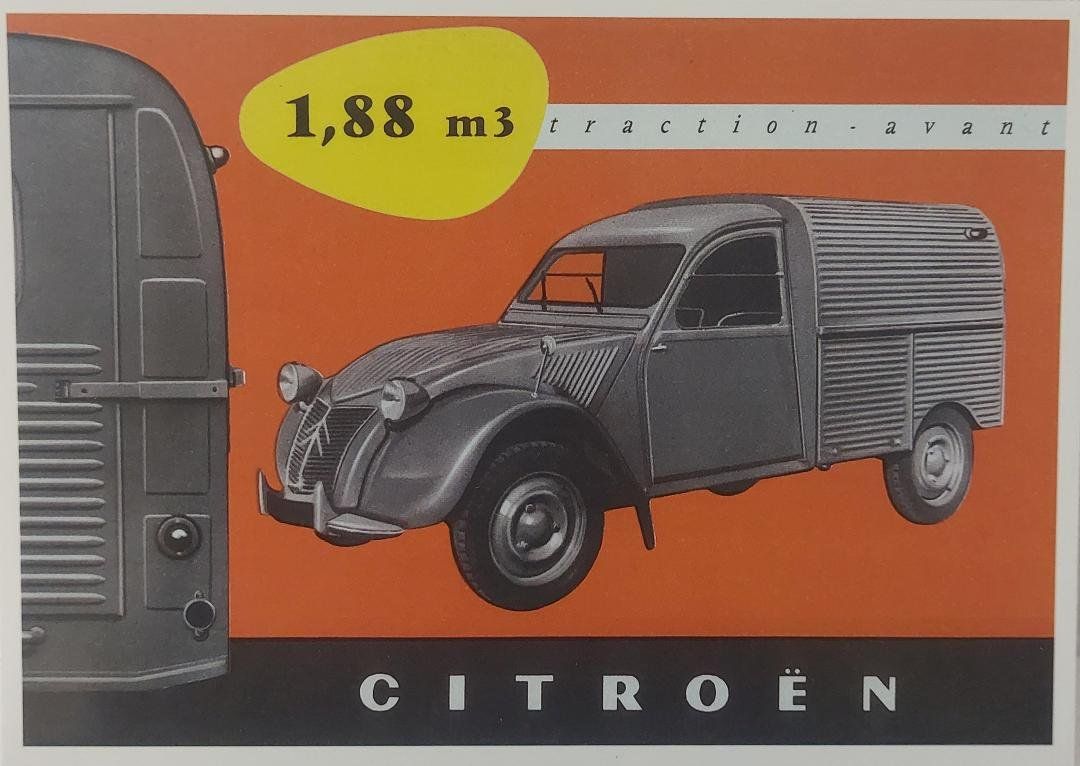 1,88 m3
traction-avant
CITROËN